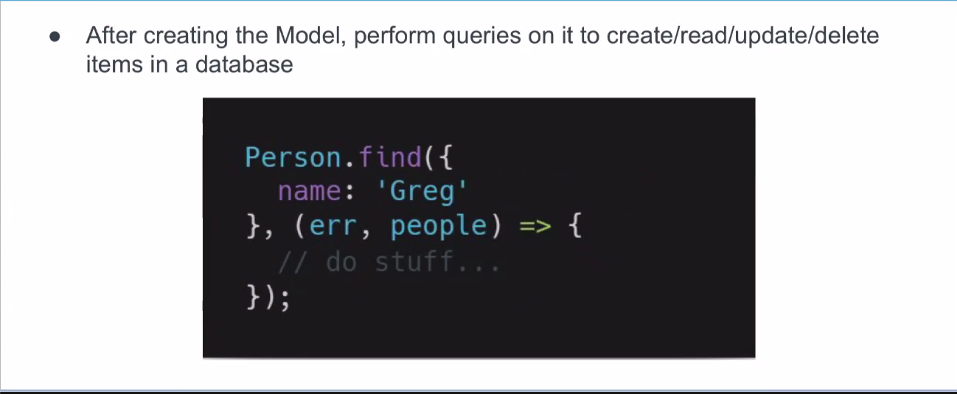 ● After creating the Model, perform queries on it to create/read/update/delete
items in a database
Person.find({
  name: 'Greg'
}, (err, people) => {
  // do stuff...
});